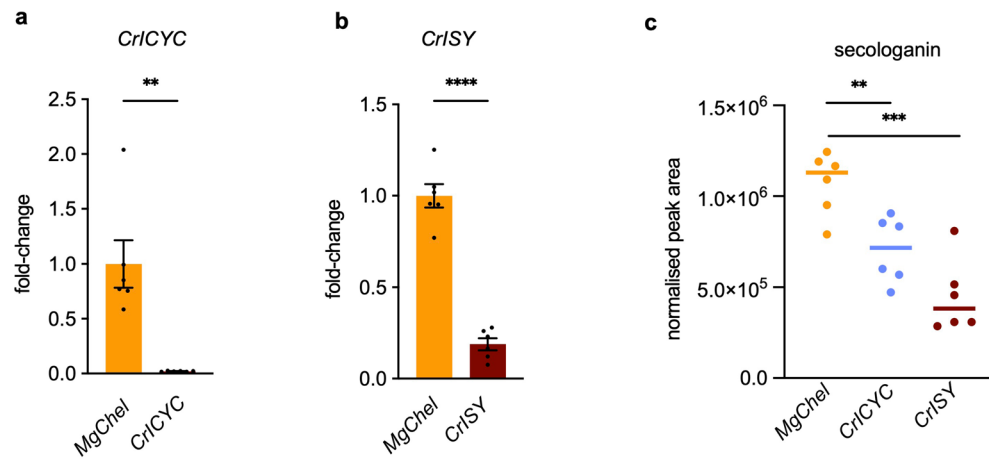 a
CrICYC
**
2.5
2.0
1.5
1.0
0.5
0.0
fold-change
MgChel
CrICYC
b
CrISY
****
1.5
1.0
0.5
0.0
fold-change
MgChel
CrISY
c
secologanin
**
***
1.5×10⁶
1.0×10⁶
5.0×10⁵
0.0
normalised peak area
MgChel
CrICYC
CrISY